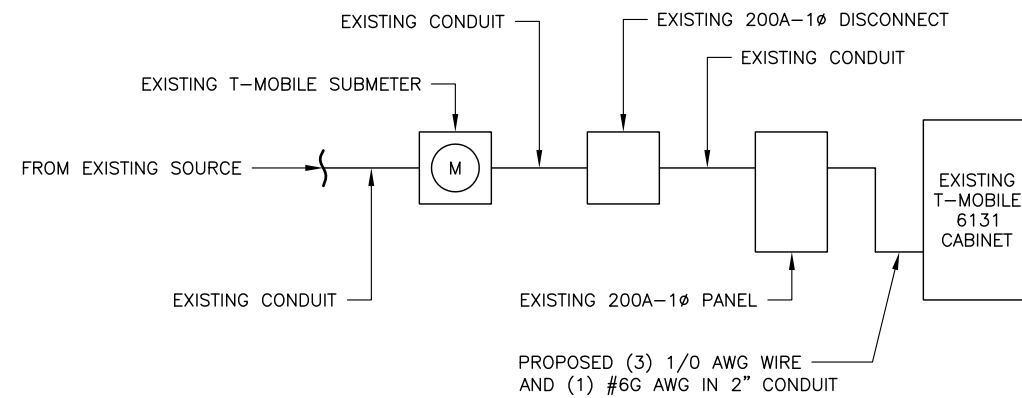 EXISTING CONDUIT
EXISTING 200A-1ø DISCONNECT
EXISTING CONDUIT
EXISTING T-MOBILE SUBMETER
FROM EXISTING SOURCE
M
EXISTING
T-MOBILE
6131
CABINET
EXISTING CONDUIT
EXISTING 200A-1ø PANEL
PROPOSED (3) 1/0 AWG WIRE
AND (1) #6G AWG IN 2" CONDUIT